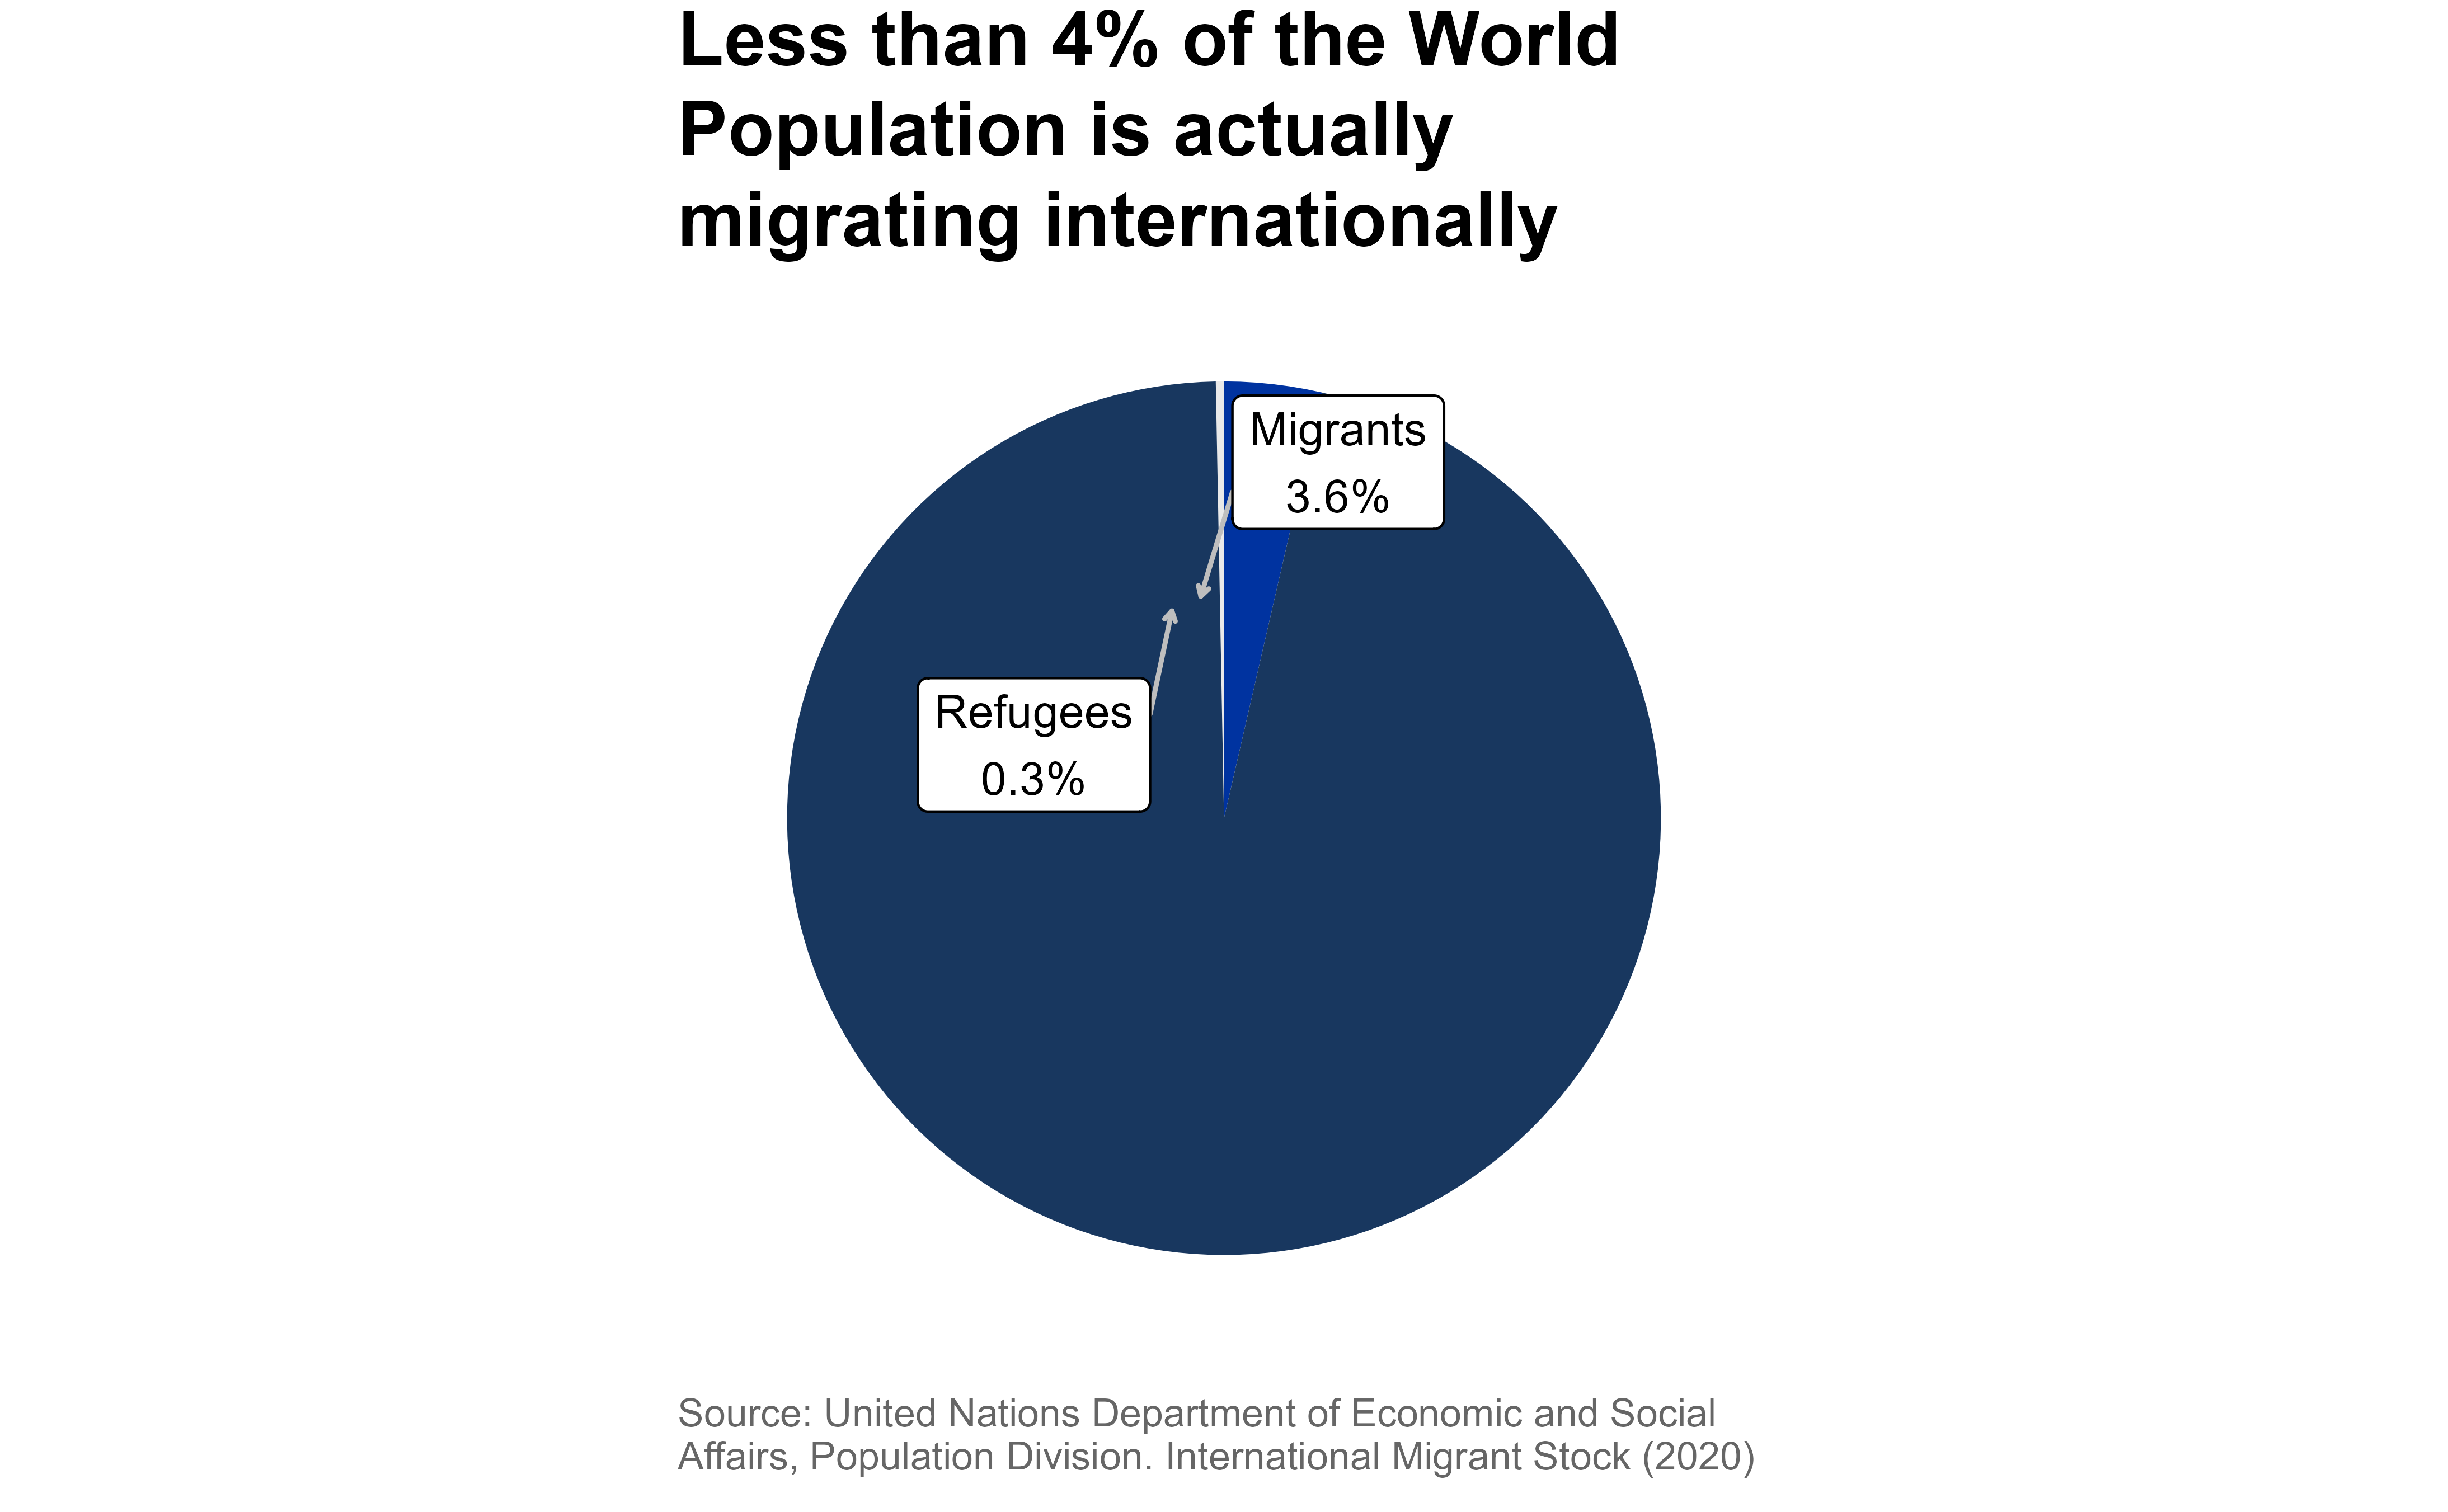 Less than 4% of the World
Population is actually
migrating internationally
Migrants
3.6%
Refugees
0.3%
Source: United Nations Department of Economic and Social
Affairs, Population Division. International Migrant Stock (2020)